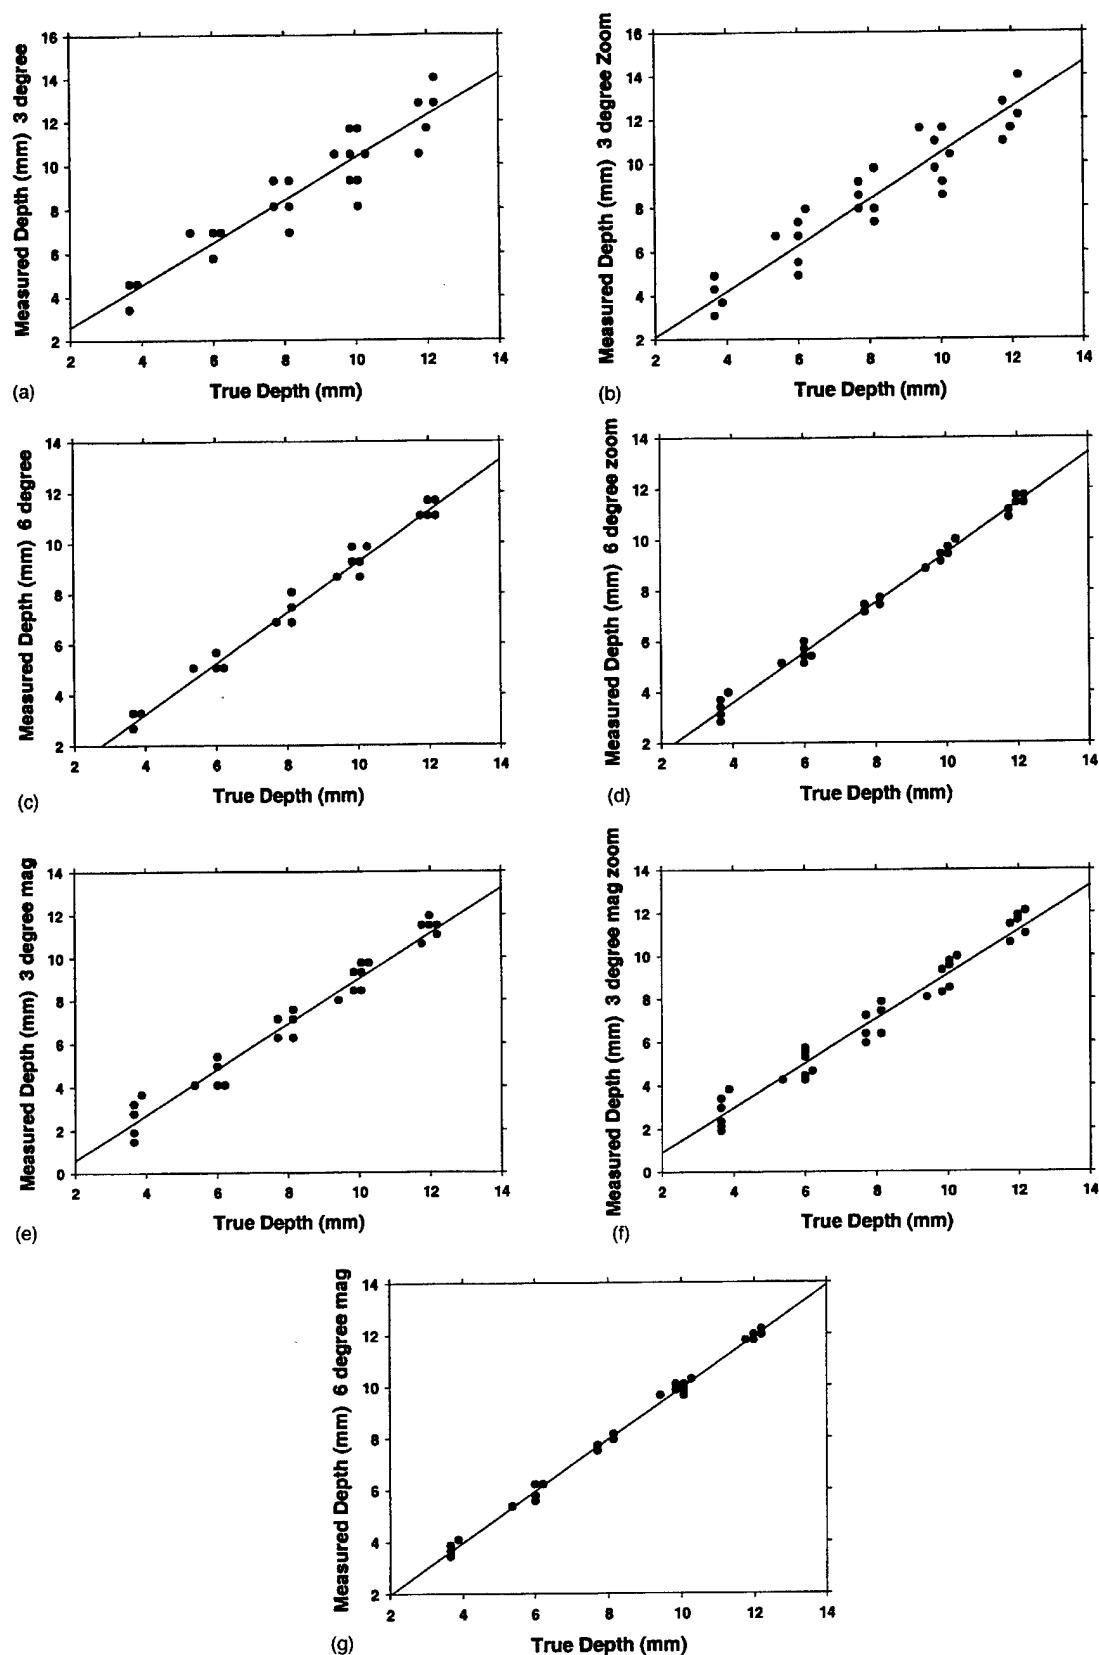 Measured Depth (mm) 3 degree
16
14
12
10
8
6
4
2
2 4 6 8 10 12 14
True Depth (mm)
(a)
Measured Depth (mm) 3 degree Zoom
16
14
12
10
8
6
4
2
2 4 6 8 10 12 14
True Depth (mm)
(b)
Measured Depth (mm) 6 degree
14
12
10
8
6
4
2
2 4 6 8 10 12 14
True Depth (mm)
(c)
Measured Depth (mm) 6 degree zoom
14
12
10
8
6
4
2
2 4 6 8 10 12 14
True Depth (mm)
(d)
Measured Depth (mm) 3 degree mag
14
12
10
8
6
4
2
0
2 4 6 8 10 12 14
True Depth (mm)
(e)
Measured Depth (mm) 3 degree mag zoom
14
12
10
8
6
4
2
0
2 4 6 8 10 12 14
True Depth (mm)
(f)
Measured Depth (mm) 6 degree mag
14
12
10
8
6
4
2
2 4 6 8 10 12 14
True Depth (mm)
(g)